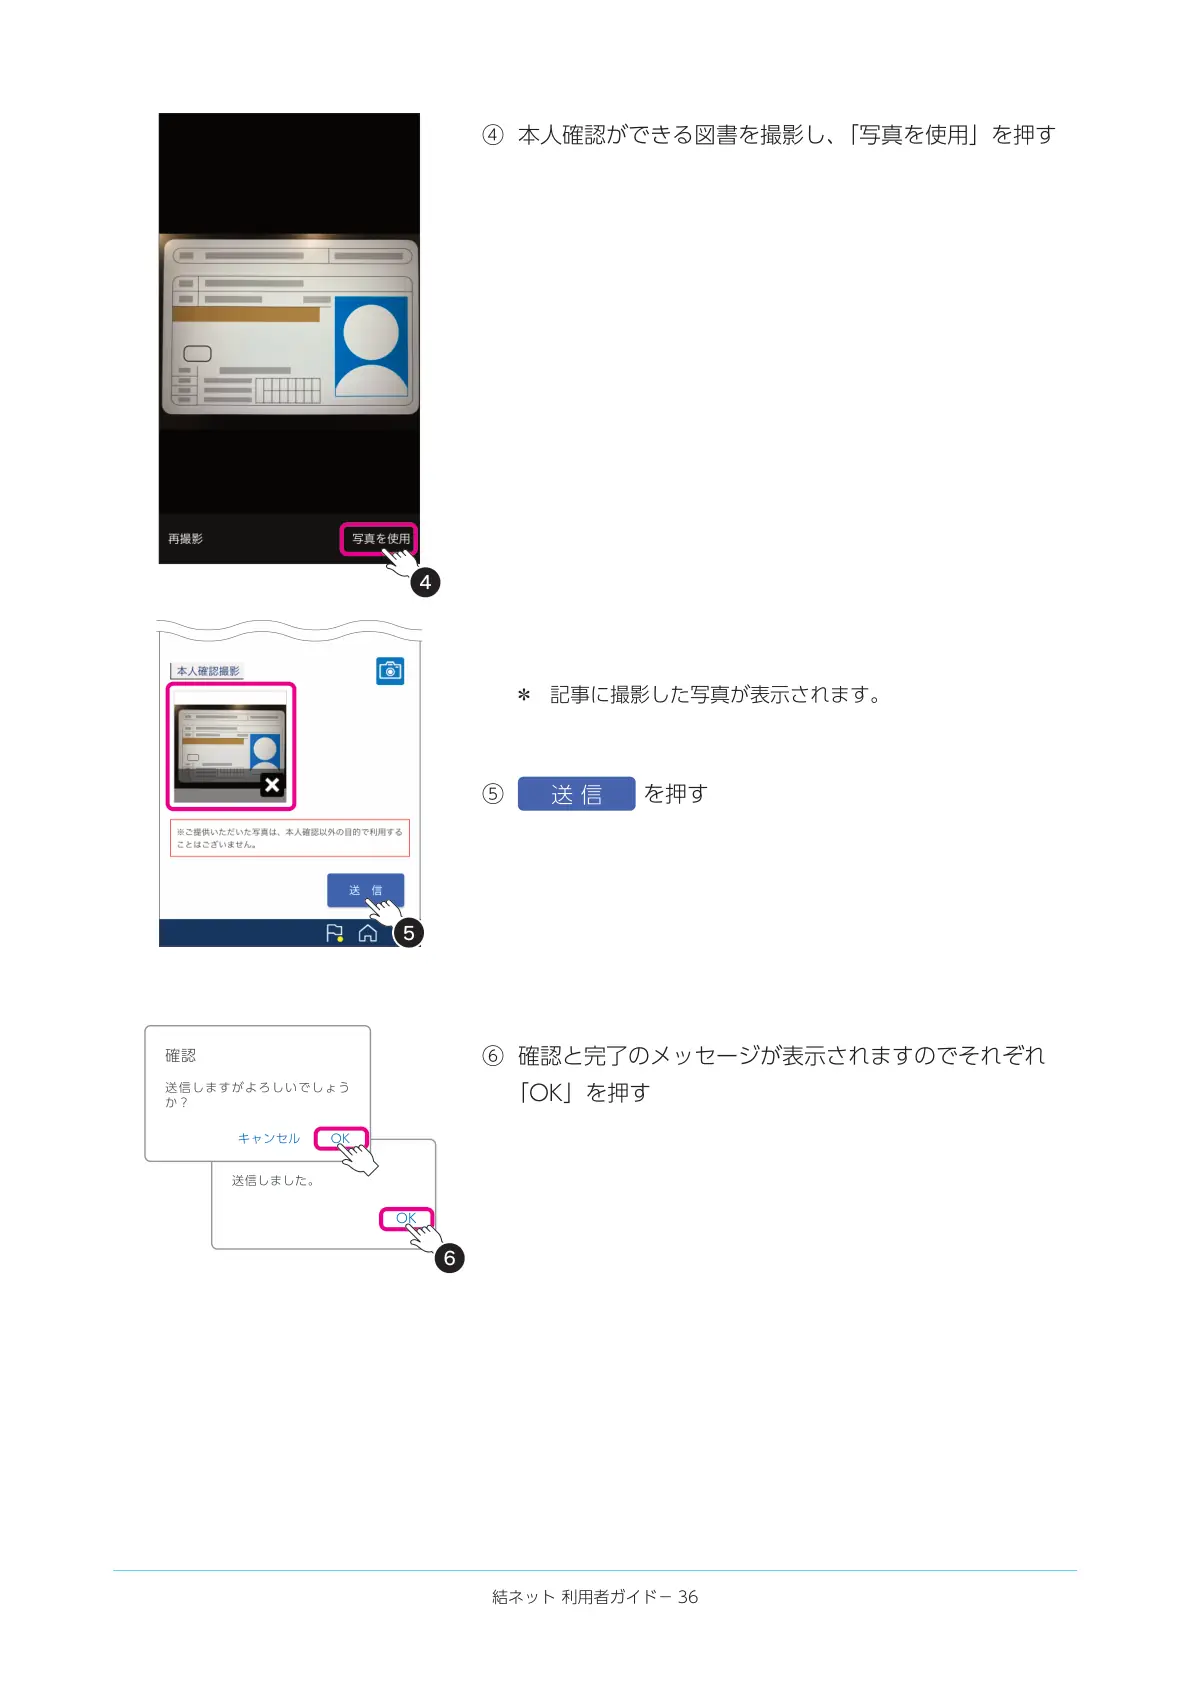 ④ 本人確認ができる図書を撮影し、「写真を使用」を押す
再撮影
写真を使用
4
本人確認撮影
＊ 記事に撮影した写真が表示されます。
※ご提供いただいた写真は、本人確認以外の目的で利用する
ことはございません。
送 信
5
⑤ 送 信 を押す
確認
送信しますがよろしいでしょう
か？
キャンセル OK
送信しました。
OK
6
⑥ 確認と完了のメッセージが表示されますのでそれぞれ
「OK」を押す
結ネット 利用者ガイド－ 36